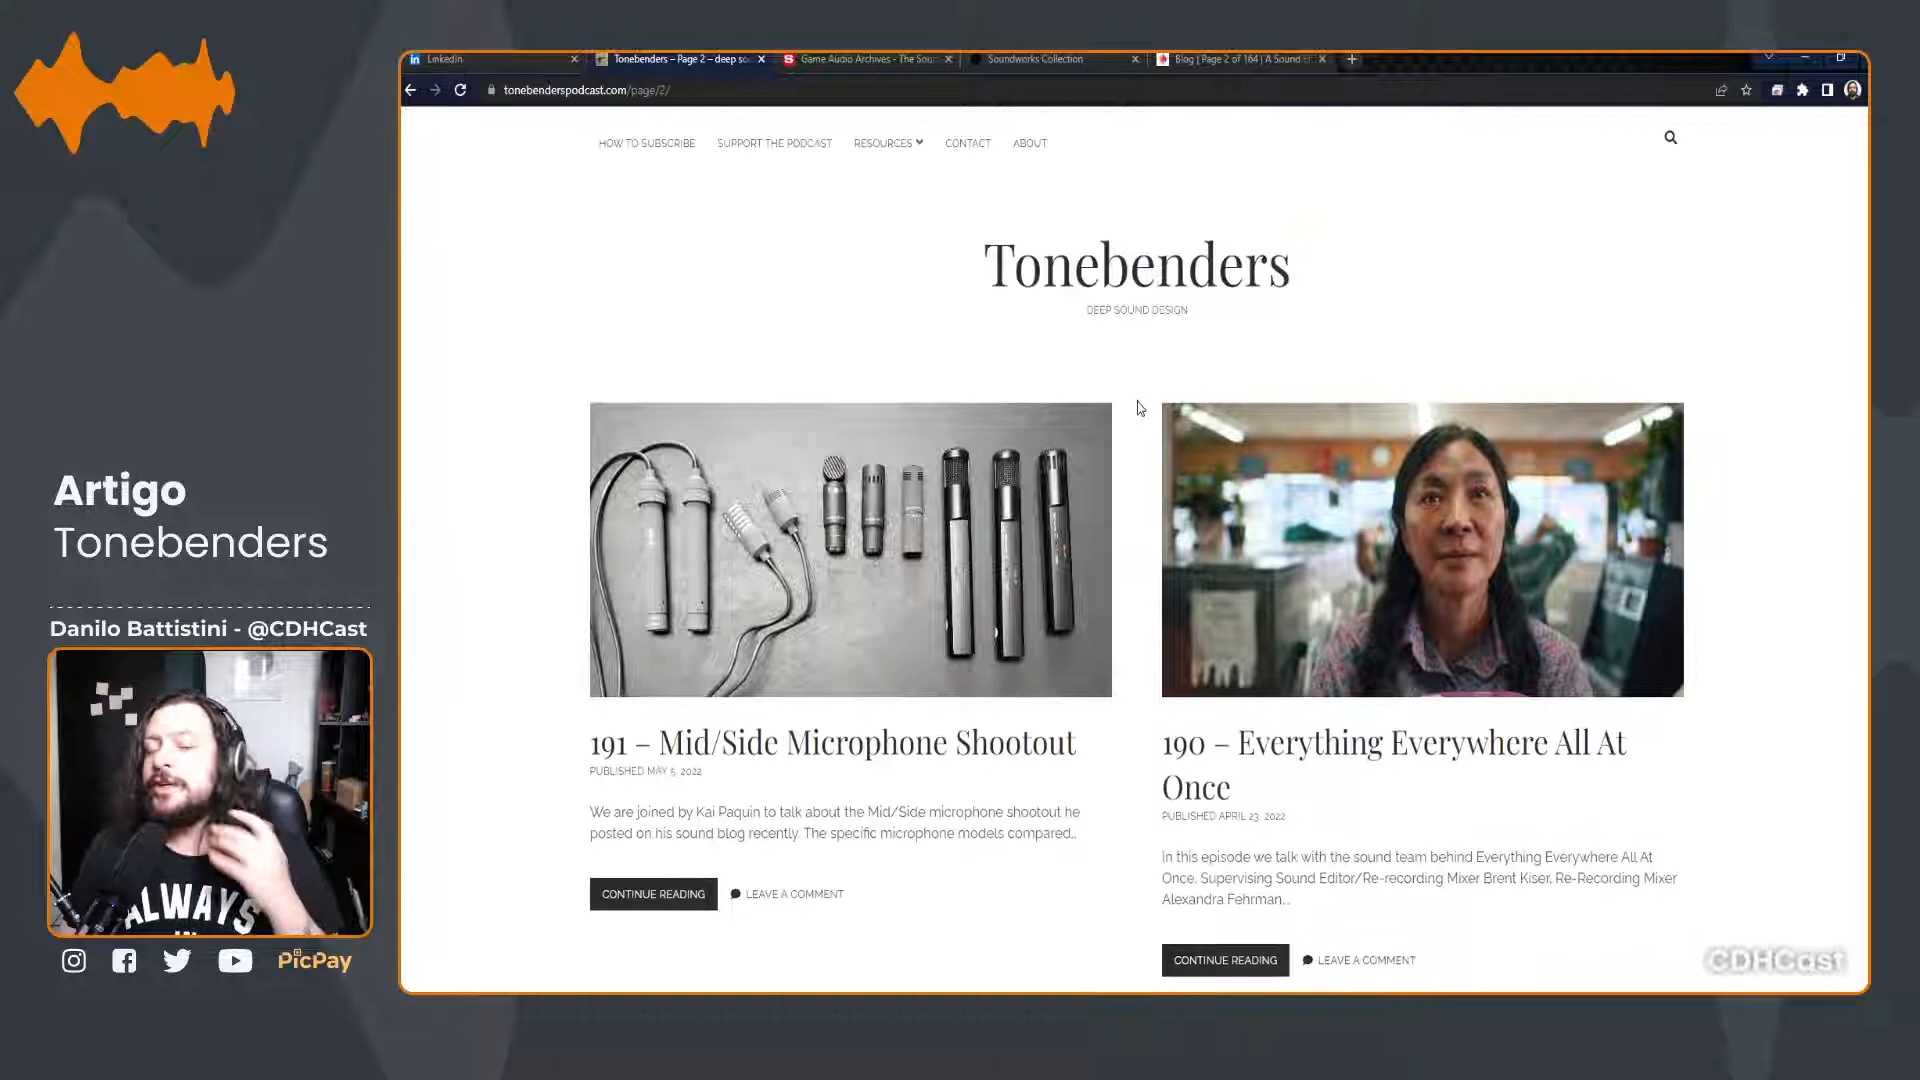 LinkedIn
Tonebenders – Page 2 – deep so
Game Audio Archives - The Soun
Soundworks Collection
Blog | Page 2 of 164 | A Sound Ef
tonebenderspodcast.com/page/2/
HOW TO SUBSCRIBE
SUPPORT THE PODCAST
RESOURCES
CONTACT
ABOUT
Tonebenders
DEEP SOUND DESIGN
Artigo
Tonebenders
Danilo Battistini - @CDHCast
ALWAYS
PicPay
191 – Mid/Side Microphone Shootout
PUBLISHED MAY 5, 2022
We are joined by Kai Paquin to talk about the Mid/Side microphone shootout he
posted on his sound blog recently. The specific microphone models compared…
CONTINUE READING
LEAVE A COMMENT
190 – Everything Everywhere All At
Once
PUBLISHED APRIL 23, 2022
In this episode we talk with the sound team behind Everything Everywhere All At
Once, Supervising Sound Editor/Re-recording Mixer Brent Kiser, Re-Recording Mixer
Alexandra Fehrman,…
CONTINUE READING
LEAVE A COMMENT
CDHCast